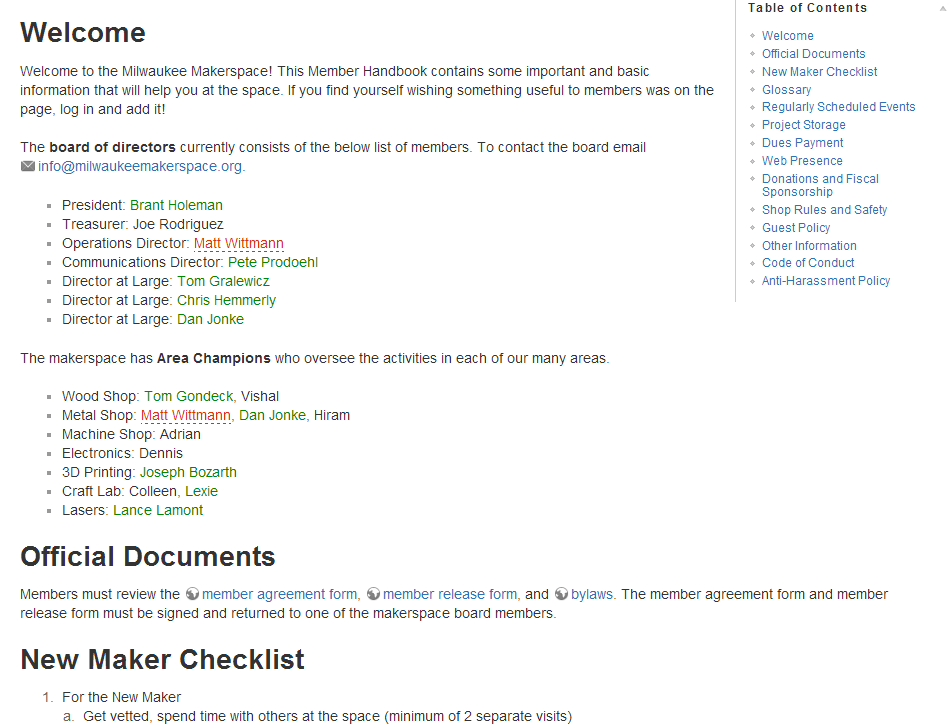 Welcome
Welcome to the Milwaukee Makerspace! This Member Handbook contains some important and basic
information that will help you at the space. If you find yourself wishing something useful to members was on the
page, log in and add it!
The board of directors currently consists of the below list of members. To contact the board email
info@milwaukeemakerspace.org.
President: Brant Holeman
Treasurer: Joe Rodriguez
Operations Director: Matt Wittmann
Communications Director: Pete Prodoehl
Director at Large: Tom Gralewicz
Director at Large: Chris Hemmerly
Director at Large: Dan Jonke
The makerspace has Area Champions who oversee the activities in each of our many areas.
Wood Shop: Tom Gondeck, Vishal
Metal Shop: Matt Wittmann, Dan Jonke, Hiram
Machine Shop: Adrian
Electronics: Dennis
3D Printing: Joseph Bozarth
Craft Lab: Colleen, Lexie
Lasers: Lance Lamont
Official Documents
Members must review the member agreement form, member release form, and bylaws. The member agreement form and member
release form must be signed and returned to one of the makerspace board members.
New Maker Checklist
1. For the New Maker
a. Get vetted, spend time with others at the space (minimum of 2 separate visits)
Table of Contents
Welcome
Official Documents
New Maker Checklist
Glossary
Regularly Scheduled Events
Project Storage
Dues Payment
Web Presence
Donations and Fiscal
Sponsorship
Shop Rules and Safety
Guest Policy
Other Information
Code of Conduct
Anti-Harassment Policy